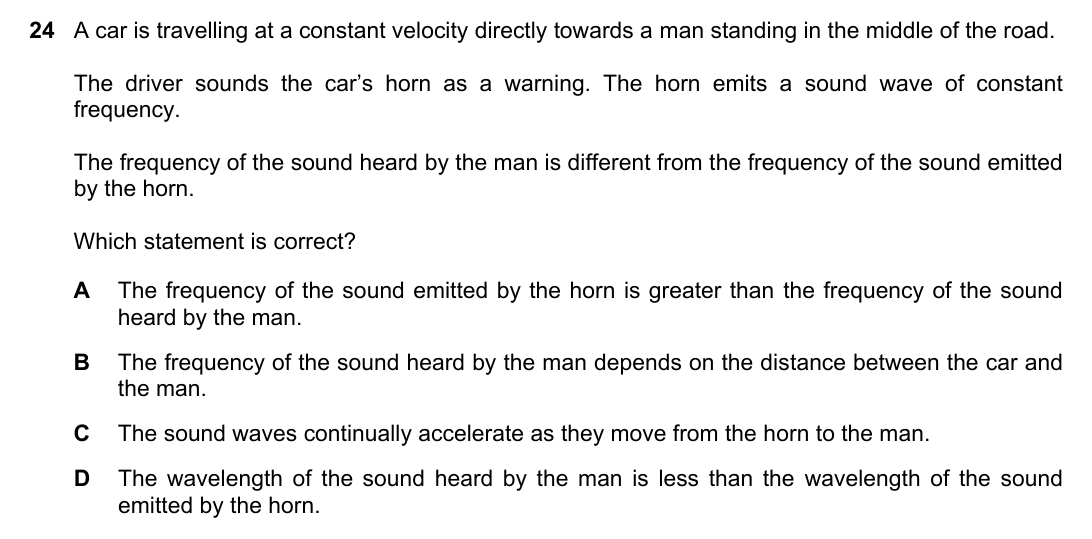 24 A car is travelling at a constant velocity directly towards a man standing in the middle of the road.
The driver sounds the car's horn as a warning. The horn emits a sound wave of constant
frequency.
The frequency of the sound heard by the man is different from the frequency of the sound emitted
by the horn.
Which statement is correct?
A The frequency of the sound emitted by the horn is greater than the frequency of the sound
heard by the man.
B The frequency of the sound heard by the man depends on the distance between the car and
the man.
C The sound waves continually accelerate as they move from the horn to the man.
D The wavelength of the sound heard by the man is less than the wavelength of the sound
emitted by the horn.